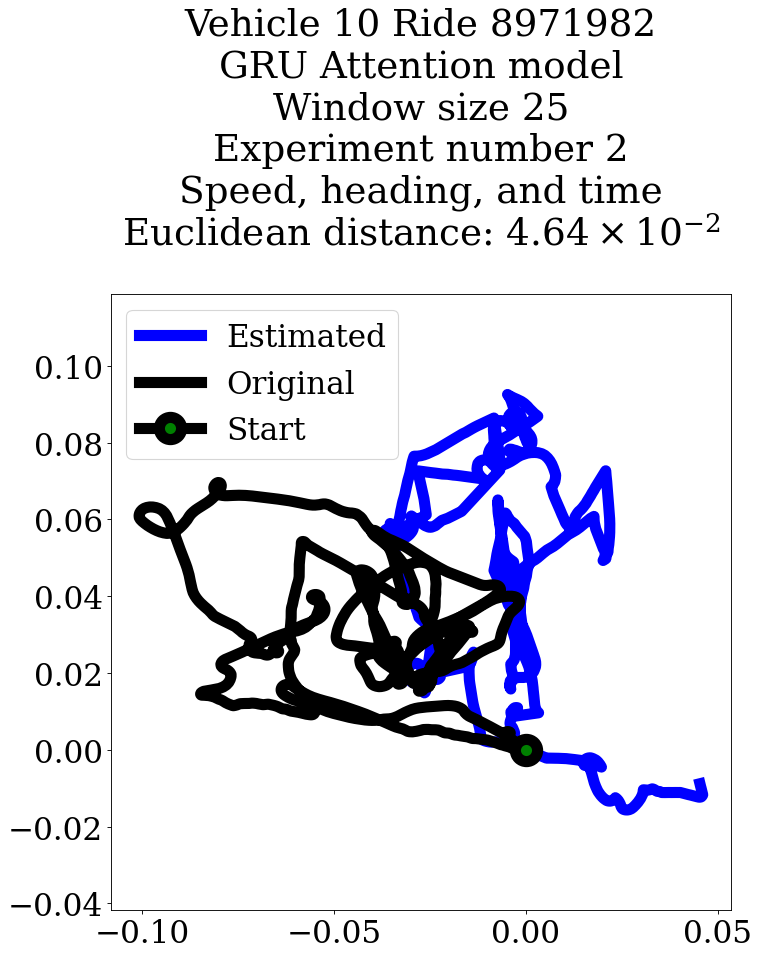 Vehicle 10 Ride 8971982
GRU Attention model
Window size 25
Experiment number 2
Speed, heading, and time
Euclidean distance: 4.64 × 10⁻²
Estimated
Original
Start
0.10
0.08
0.06
0.04
0.02
0.00
−0.02
−0.04
−0.10
−0.05
0.00
0.05